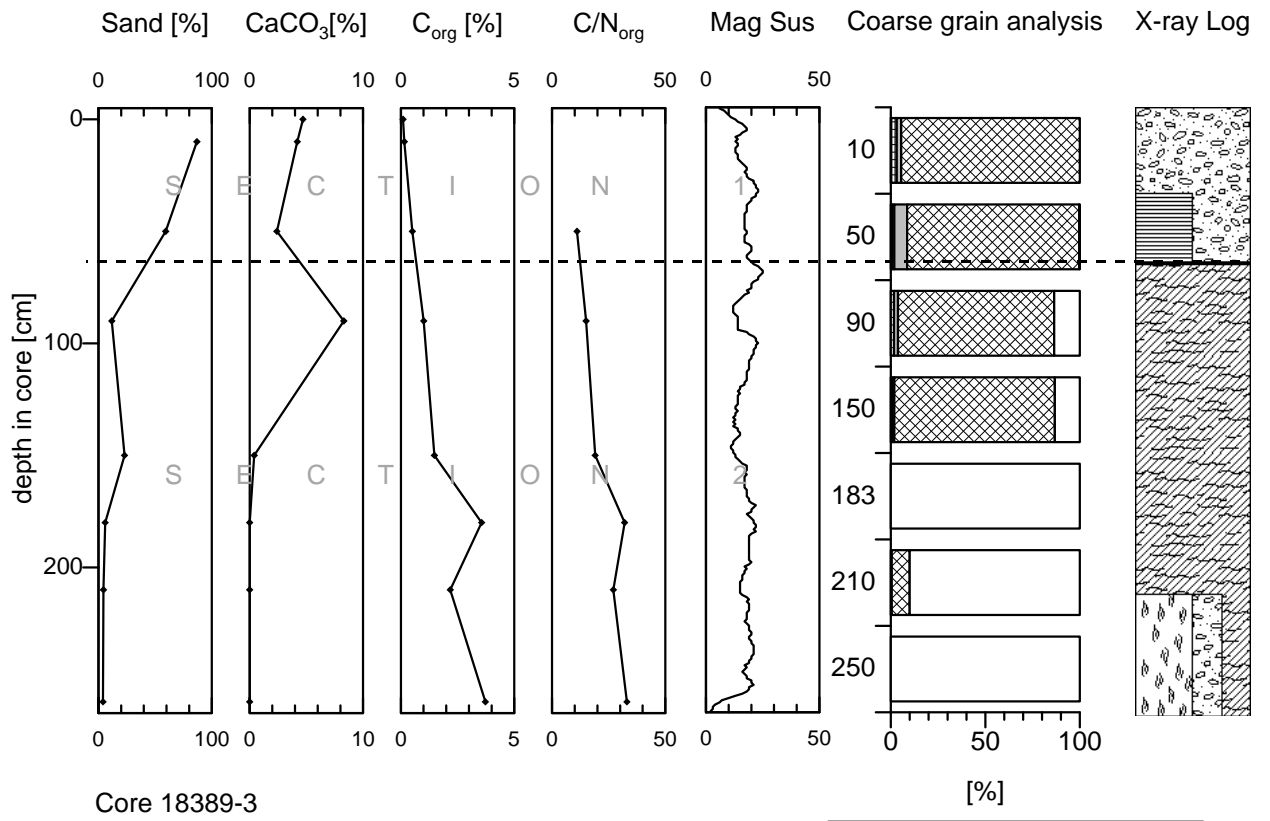 Sand [%] CaCO3[%] Corg [%] C/Norg Mag Sus Coarse grain analysis X-ray Log
0 100 0 10 0 5 0 50 0 50
0
10
S E C T I O N 1
50
90
100
150
S E C T I O N 2
183
200
210
250
depth in core [cm]
0 100 0 10 0 5 0 50 0 50 0 50 100
[%]
Core 18389-3